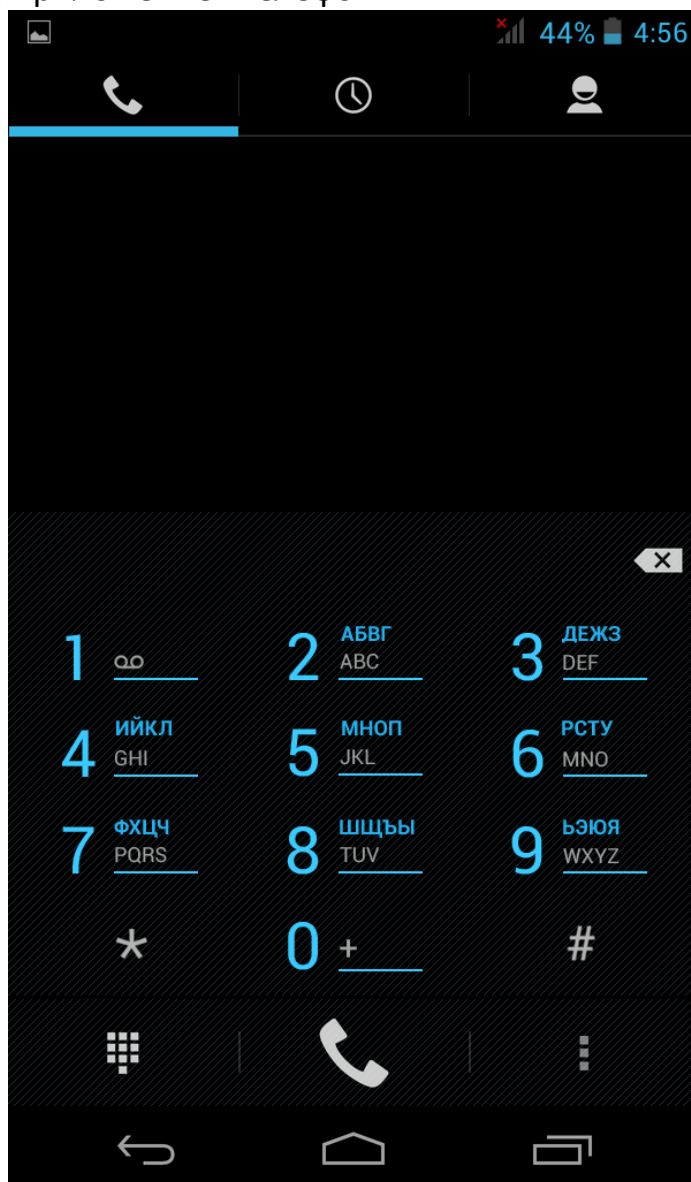 44% 4:56
1
2 АБВГ ABC
3 ДЕЖЗ DEF
4 ИЙКЛ GHI
5 МНОП JKL
6 РСТУ MNO
7 ФХЦЧ PQRS
8 ШЩЪЫ TUV
9 ЬЭЮЯ WXYZ
*
0 +
#